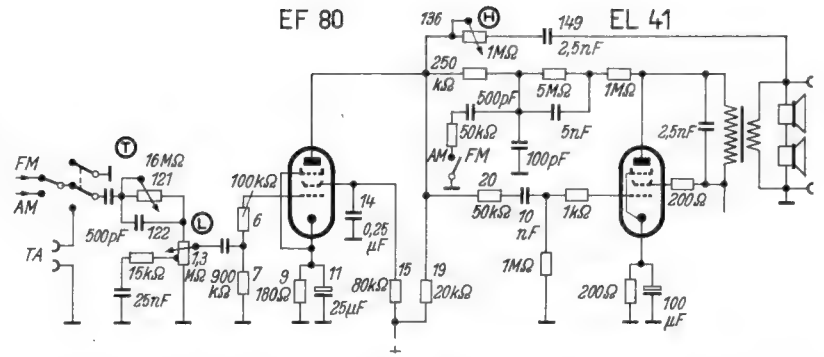 EF 80
EL 41
136
H
1MΩ
149
2,5nF
250
kΩ
5MΩ
1MΩ
500pF
50kΩ
5nF
2,5nF
AM
FM
100pF
T
16MΩ
121
FM
AM
100kΩ
6
14
0,25
µF
20
50kΩ
10
nF
1kΩ
200Ω
500pF
122
L
TA
15kΩ
1,3
MΩ
25nF
900
kΩ
7
9
180Ω
11
25µF
15
80kΩ
19
20kΩ
1MΩ
200Ω
100
µF
+